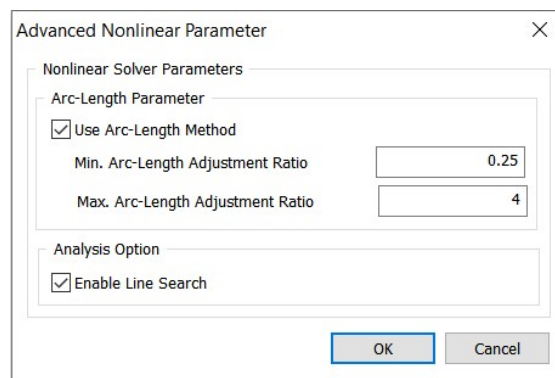 Advanced Nonlinear Parameter
Nonlinear Solver Parameters
Arc-Length Parameter
Use Arc-Length Method
Min. Arc-Length Adjustment Ratio 0.25
Max. Arc-Length Adjustment Ratio 4
Analysis Option
Enable Line Search
OK Cancel